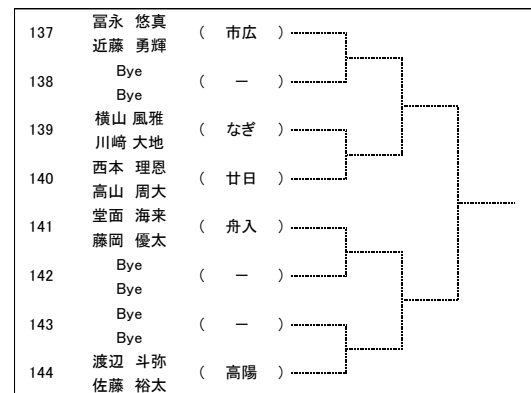 137 冨永 悠真 ( 市広 )
近藤 勇輝
138 Bye ( ー )
Bye
139 横山 風雅 ( なぎ )
川﨑 大地
140 西本 理恩 ( 廿日 )
高山 周大
141 堂面 海来 ( 舟入 )
藤岡 優太
142 Bye ( ー )
Bye
143 Bye ( ー )
Bye
144 渡辺 斗弥 ( 高陽 )
佐藤 裕太